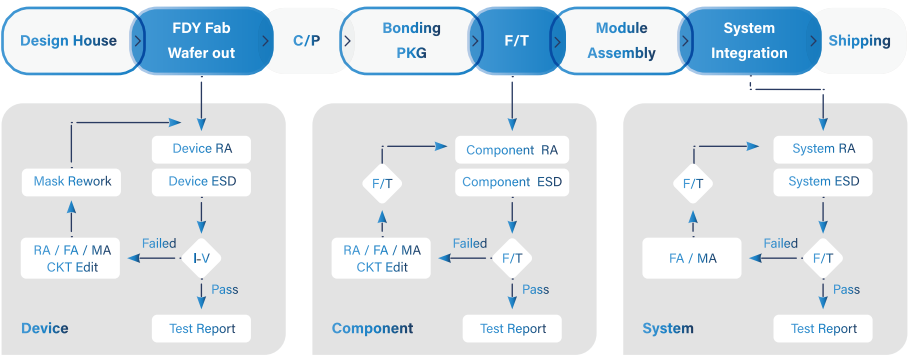 Design House
FDY Fab
Wafer out
C/P
Bonding
PKG
F/T
Module
Assembly
System
Integration
Shipping
Device RA
Device ESD
Mask Rework
RA / FA / MA
CKT Edit
Failed
I-V
Pass
Test Report
Device
Component RA
Component ESD
F/T
RA / FA / MA
CKT Edit
Failed
F/T
Pass
Test Report
Component
System RA
System ESD
F/T
FA / MA
Failed
F/T
Pass
Test Report
System